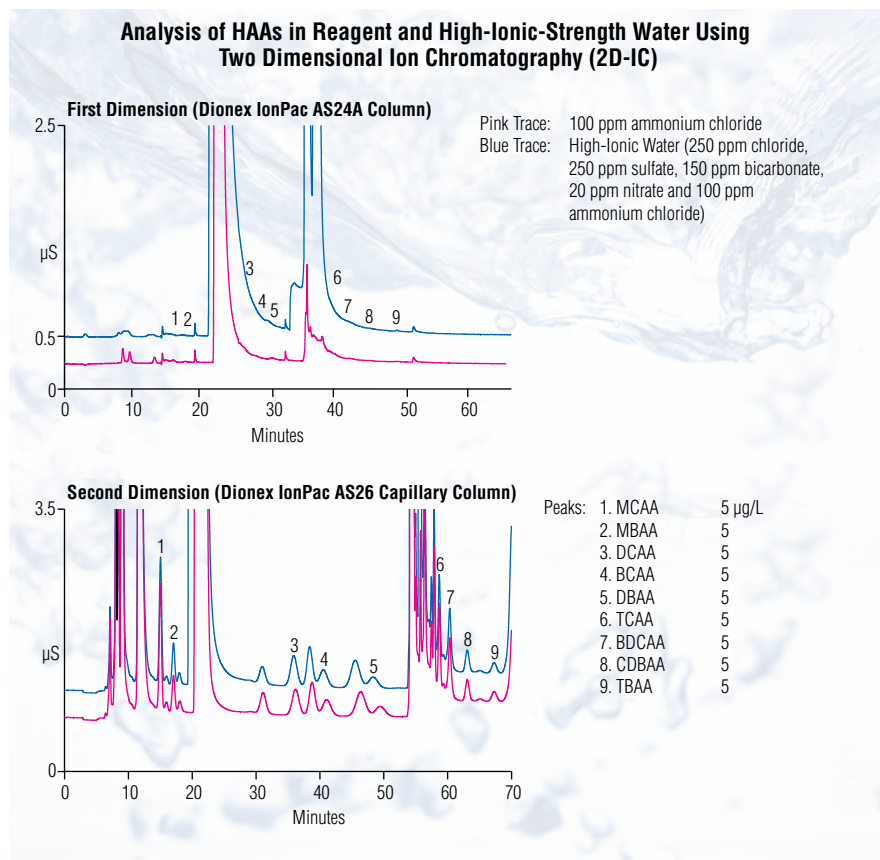 Analysis of HAAs in Reagent and High-Ionic-Strength Water Using
Two Dimensional Ion Chromatography (2D-IC)
First Dimension (Dionex IonPac AS24A Column)
Pink Trace: 100 ppm ammonium chloride
Blue Trace: High-Ionic Water (250 ppm chloride,
250 ppm sulfate, 150 ppm bicarbonate,
20 ppm nitrate and 100 ppm
ammonium chloride)
2.5
µS
0.5
0
1 2 3 4 5 6 7 8 9
0 10 20 30 40 50 60
Minutes
Second Dimension (Dionex IonPac AS26 Capillary Column)
3.5
µS
0
1 2 3 4 5 6 7 8 9
0 10 20 30 40 50 60 70
Minutes
Peaks: 1. MCAA 5 µg/L
2. MBAA 5
3. DCAA 5
4. BCAA 5
5. DBAA 5
6. TCAA 5
7. BDCAA 5
8. CDBAA 5
9. TBAA 5